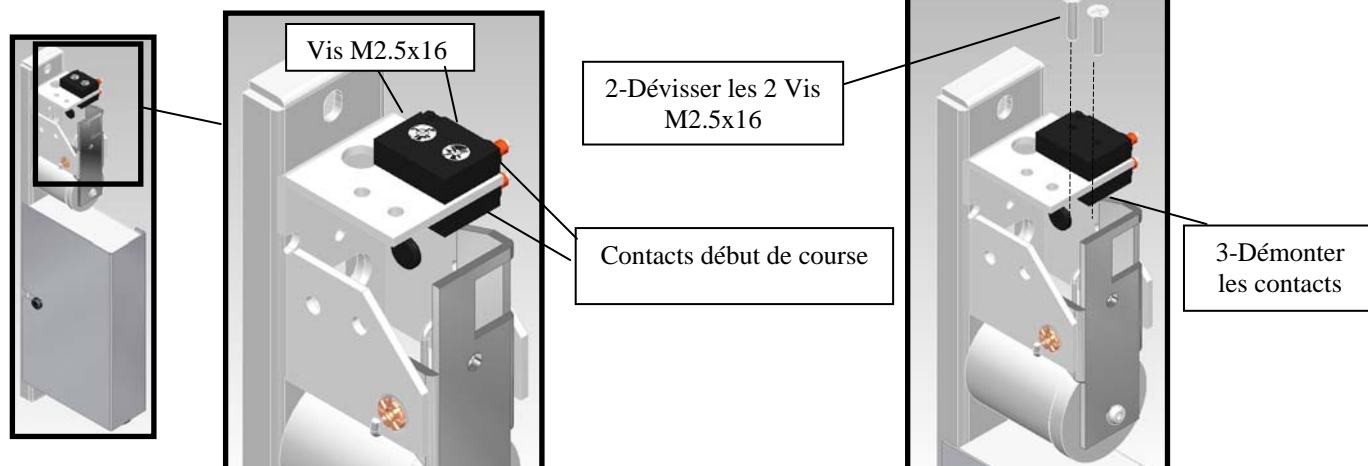 Vis M2.5x16
2-Dévisser les 2 Vis
M2.5x16
Contacts début de course
3-Démonter
les contacts